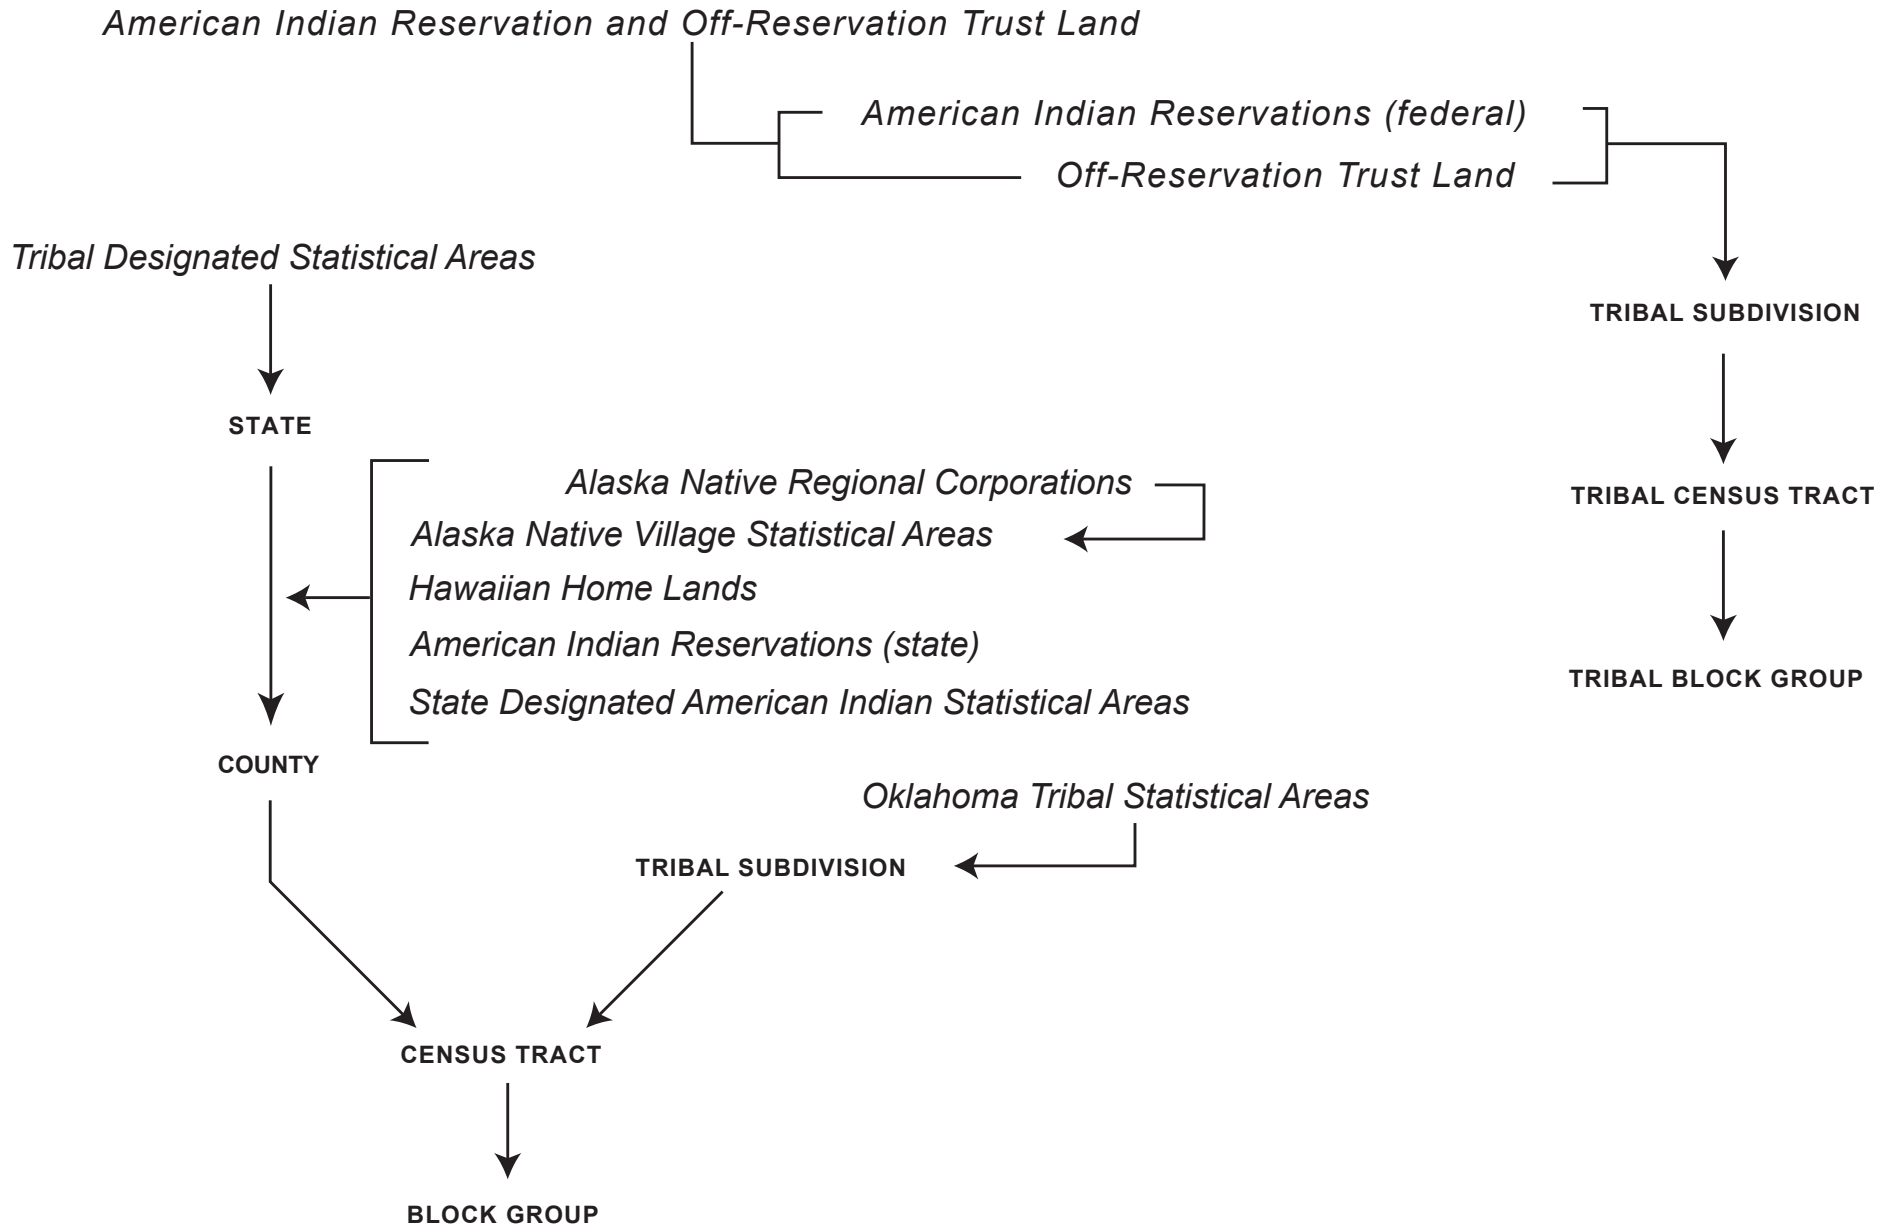 American Indian Reservation and Off-Reservation Trust Land
American Indian Reservations (federal)
Off-Reservation Trust Land
Tribal Designated Statistical Areas
TRIBAL SUBDIVISION
STATE
Alaska Native Regional Corporations
TRIBAL CENSUS TRACT
Alaska Native Village Statistical Areas
Hawaiian Home Lands
American Indian Reservations (state)
TRIBAL BLOCK GROUP
State Designated American Indian Statistical Areas
COUNTY
Oklahoma Tribal Statistical Areas
TRIBAL SUBDIVISION
CENSUS TRACT
BLOCK GROUP